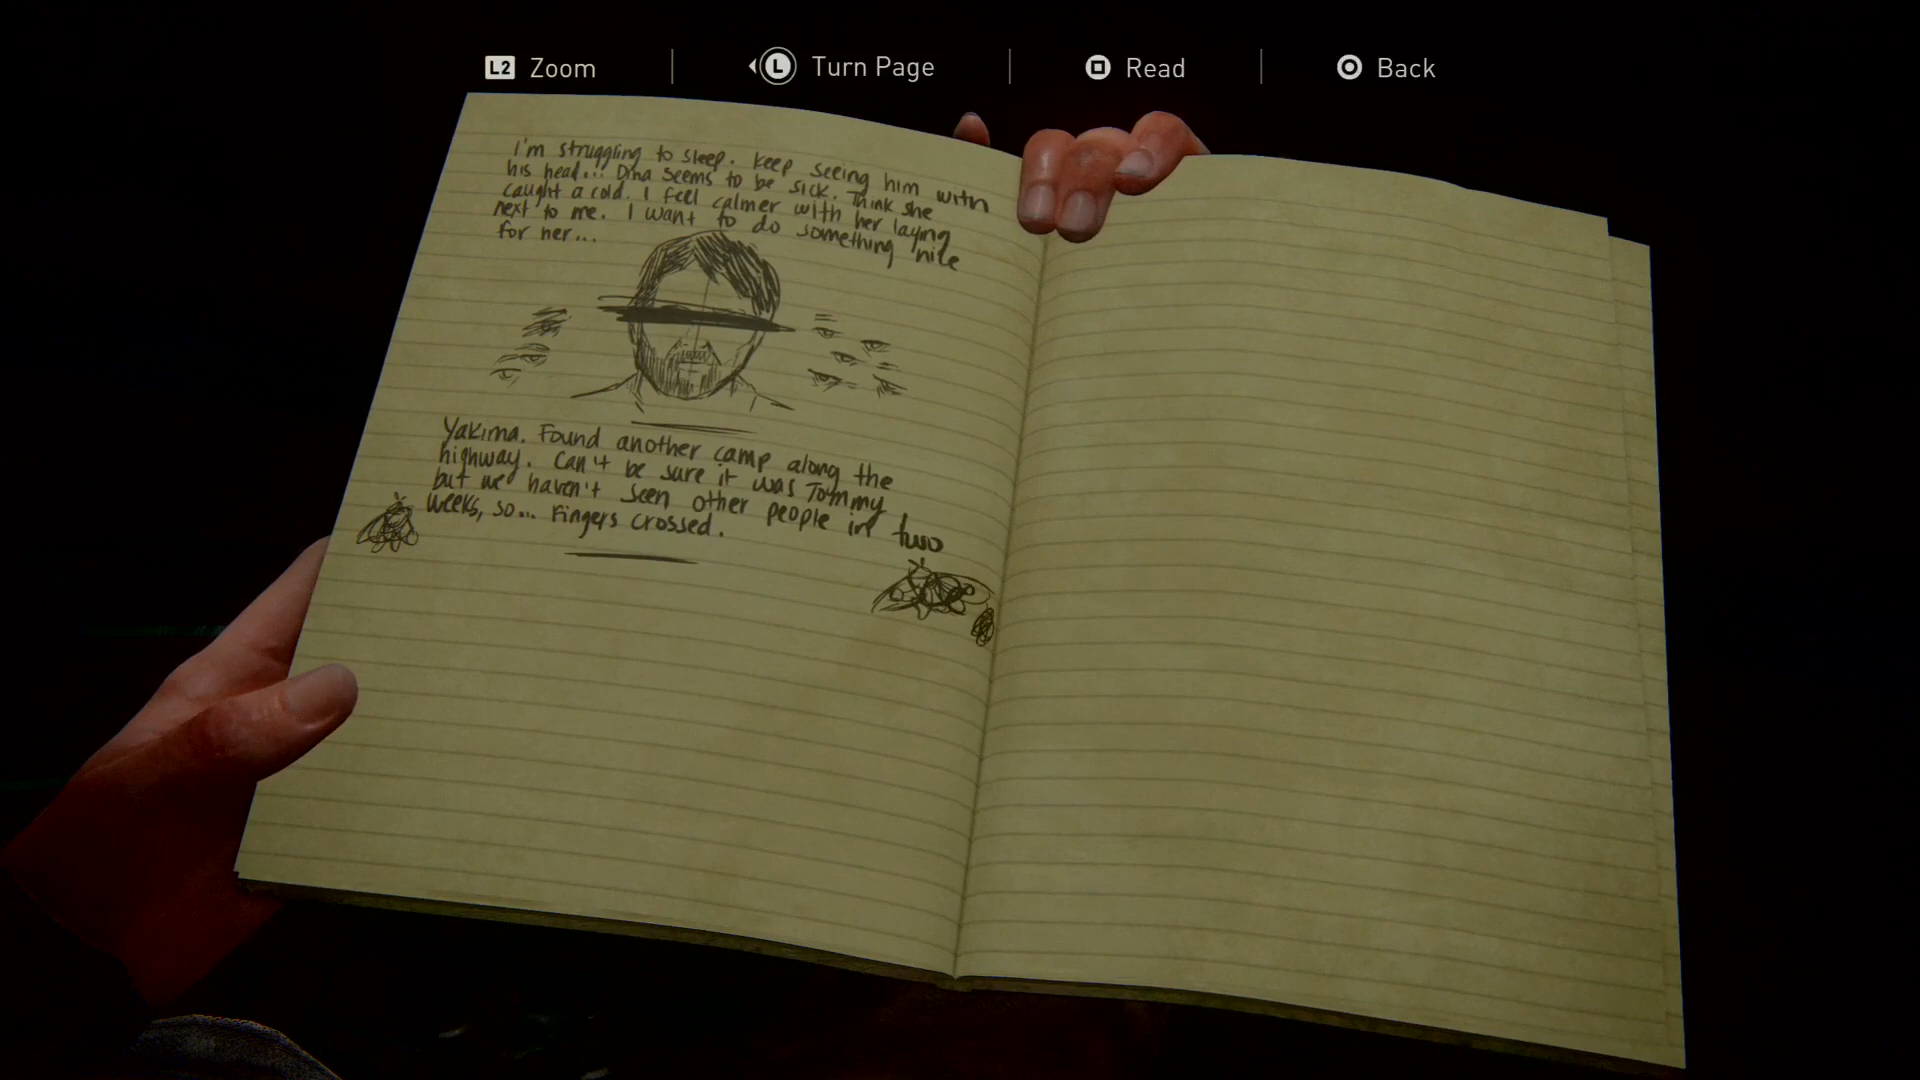 L2 Zoom L Turn Page Read Back
I'm struggling to sleep. Keep seeing him with
his head... Dina seems to be sick. Think she
caught a cold. I feel calmer with her laying
next to me. I want to do something nice
for her...
Yakima. Found another camp along the
highway. Can't be sure it was Tommy
but we haven't seen other people in two
weeks, so... Fingers crossed.